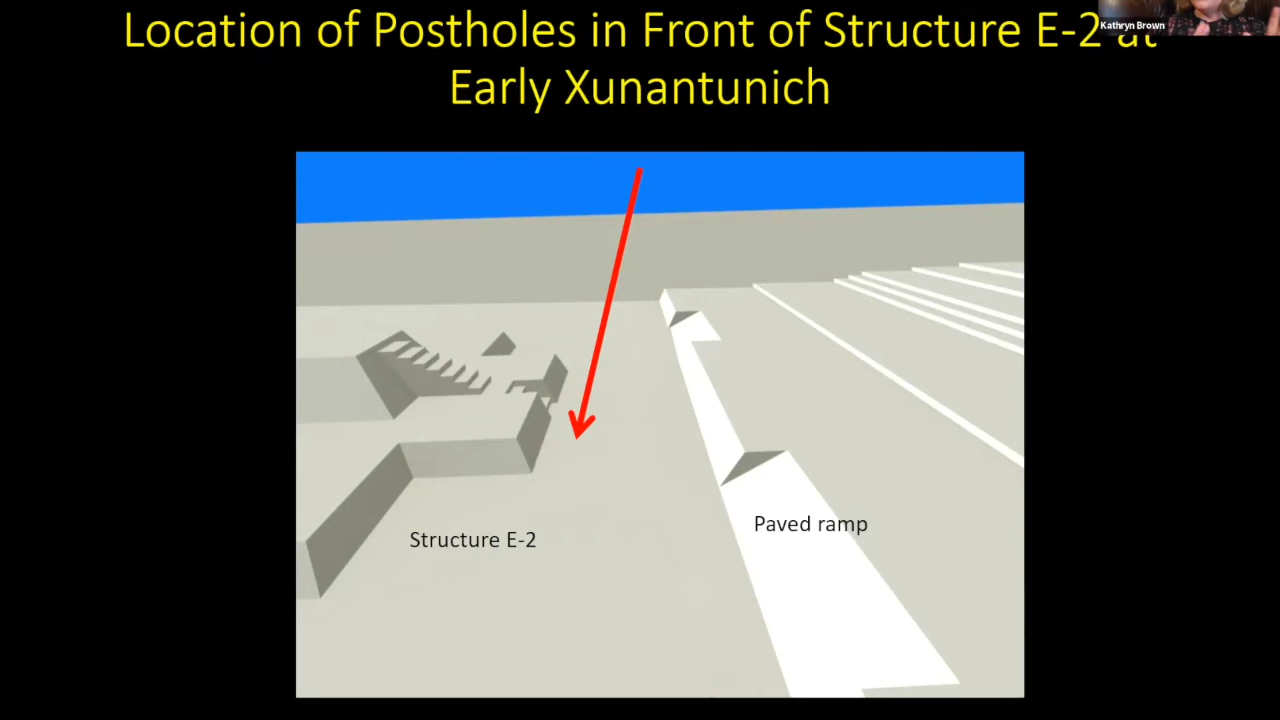 Location of Postholes in Front of Structure E-2 at
Early Xunantunich
Kathryn Brown
Structure E-2
Paved ramp